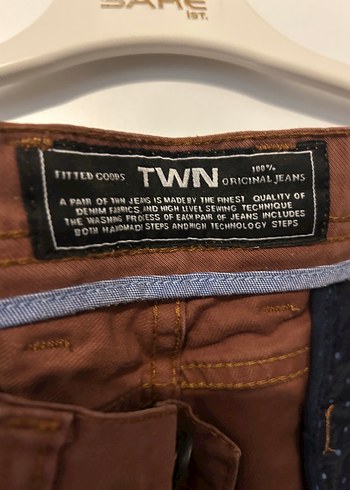 SARE
IST.
FITTED GOODS TWN 100% ORIGINAL JEANS
A PAIR OF TWN JEANS IS MADE BY THE FINEST QUALITY OF
DENIM FABRICS AND HIGH LEVEL SEWING TECHNIQUE
THE WASHING PROCESS OF EACH PAIR OF JEANS INCLUDES
BOTH HANDMADE STEPS AND HIGH TECHNOLOGY STEPS